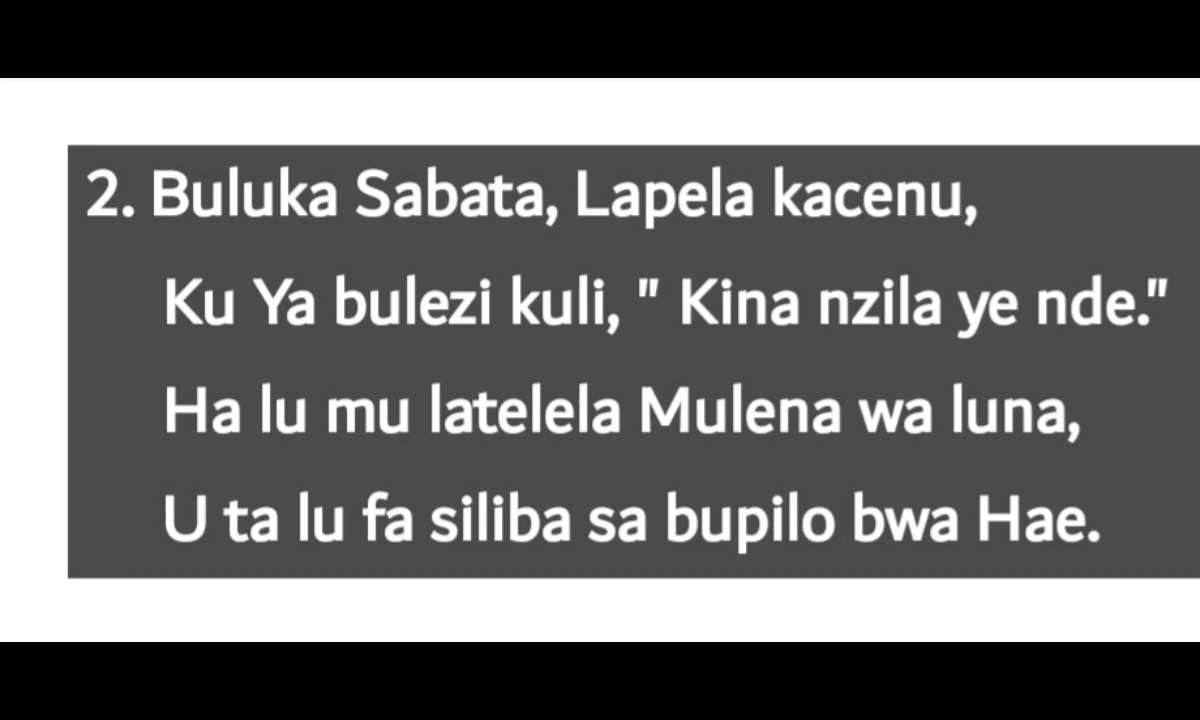 2. Buluka Sabata, Lapela kacenu,
Ku Ya bulezi kuli, " Kina nzila ye nde."
Ha lu mu latelela Mulena wa luna,
U ta lu fa siliba sa bupilo bwa Hae.